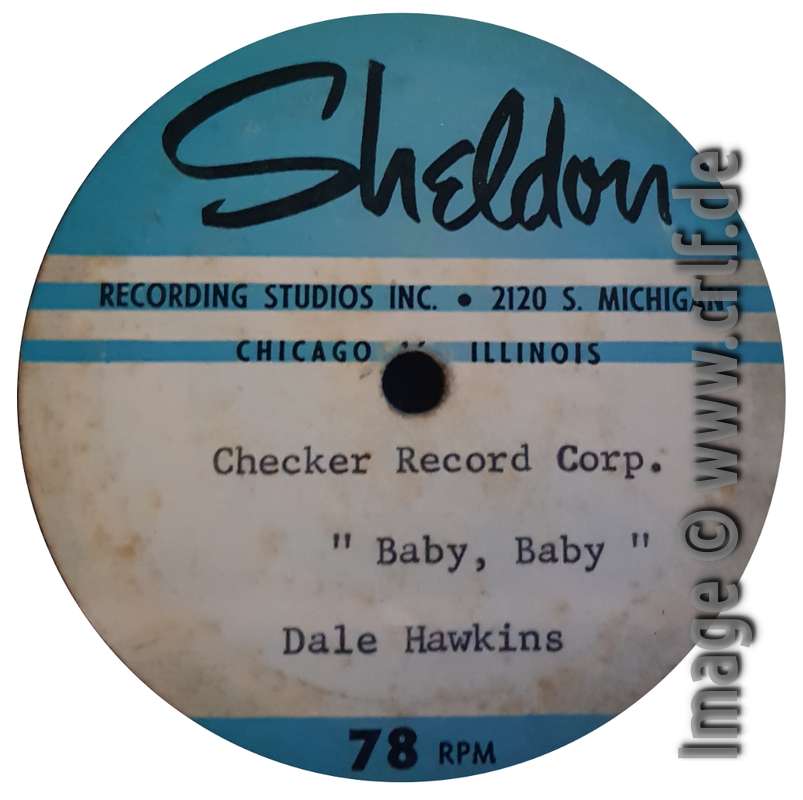 Sheldon
RECORDING STUDIOS INC. • 2120 S. MICHIGAN
CHICAGO ILLINOIS
Checker Record Corp.
" Baby, Baby "
Dale Hawkins
78 RPM
Image © www.crlf.de